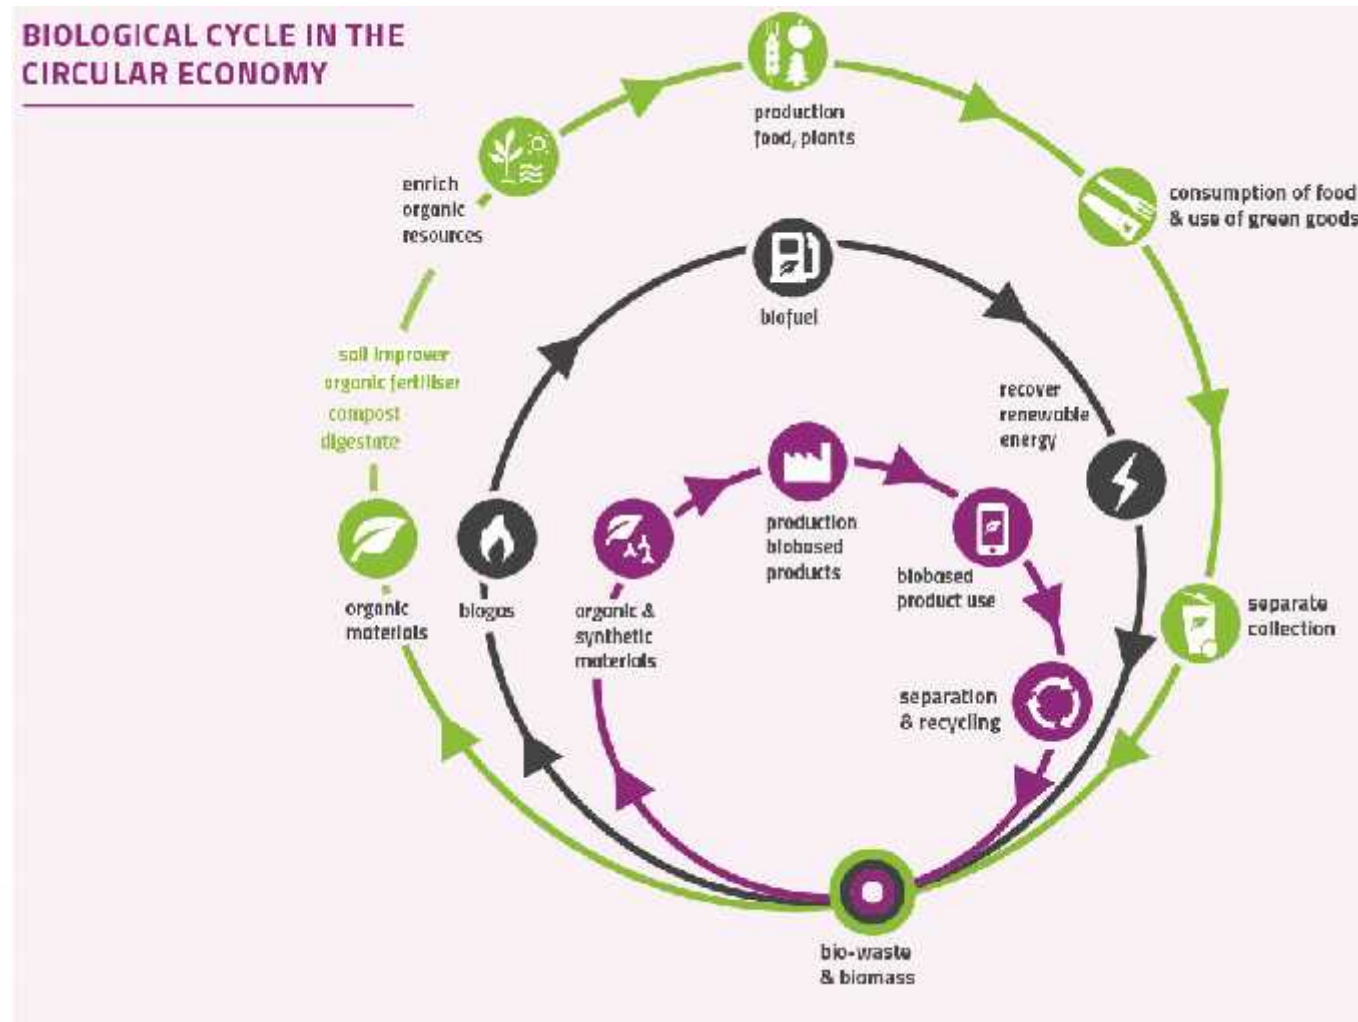 BIOLOGICAL CYCLE IN THE
CIRCULAR ECONOMY
production
food, plants
enrich
organic
resources
consumption of food
& use of green goods
biofuel
soil improver
organic fertiliser
compost
digestate
recover
renewable
energy
production
biobased
products
biobased
product use
organic
materials
biogas
organic &
synthetic
materials
separate
collection
separation
& recycling
bio-waste
& biomass